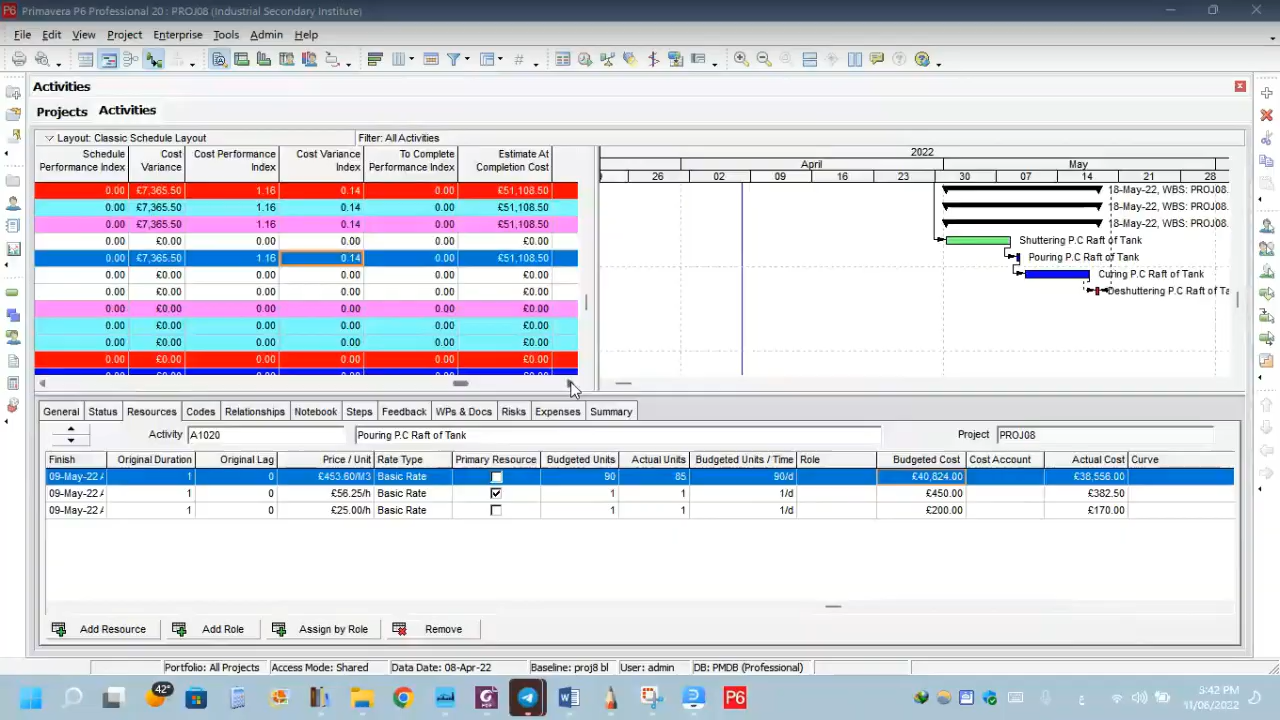 Primavera P6 Professional 20 : PROJ08 (Industrial Secondary Institute)
File Edit View Project Enterprise Tools Admin Help
Activities
Projects Activities
Layout: Classic Schedule Layout Filter: All Activities
Schedule Performance Index Cost Variance Cost Performance Index Cost Variance Index To Complete Performance Index Estimate At Completion Cost
2022
April May
26 02 09 16 23 30 07 14 21 28
0.00 £7,365.50 1.16 0.14 0.00 £51,108.50 18-May-22, WBS: PROJ08.
0.00 £7,365.50 1.16 0.14 0.00 £51,108.50 18-May-22, WBS: PROJ08.
0.00 £7,365.50 1.16 0.14 0.00 £51,108.50 18-May-22, WBS: PROJ08.
0.00 £0.00 0.00 0.00 0.00 £0.00 Shuttering P.C Raft of Tank
0.00 £7,365.50 1.16 0.14 0.00 £51,108.50 Pouring P.C Raft of Tank
0.00 £0.00 0.00 0.00 0.00 £0.00 Curing P.C Raft of Tank
0.00 £0.00 0.00 0.00 0.00 £0.00 Deshuttering P.C Raft of Ta
0.00 £0.00 0.00 0.00 0.00 £0.00
0.00 £0.00 0.00 0.00 0.00 £0.00
0.00 £0.00 0.00 0.00 0.00 £0.00
0.00 £0.00 0.00 0.00 0.00 £0.00
General Status Resources Codes Relationships Notebook Steps Feedback WPs & Docs Risks Expenses Summary
Activity A1020 Pouring P.C Raft of Tank Project PROJ08
Finish Original Duration Original Lag Price / Unit Rate Type Primary Resource Budgeted Units Actual Units Budgeted Units / Time Role Budgeted Cost Cost Account Actual Cost Curve
09-May-22 1 0 £453.60/M3 Basic Rate 90 85 90/d £40,824.00 £38,556.00
09-May-22 1 0 £56.25/h Basic Rate 1 1 1/d £450.00 £382.50
09-May-22 1 0 £25.00/h Basic Rate 1 1 1/d £200.00 £170.00
Add Resource Add Role Assign by Role Remove
Portfolio: All Projects Access Mode: Shared Data Date: 08-Apr-22 Baseline: proj8 bl User: admin DB: PMDB (Professional)
42° P6 ع 3:42 PM
11/06/2022